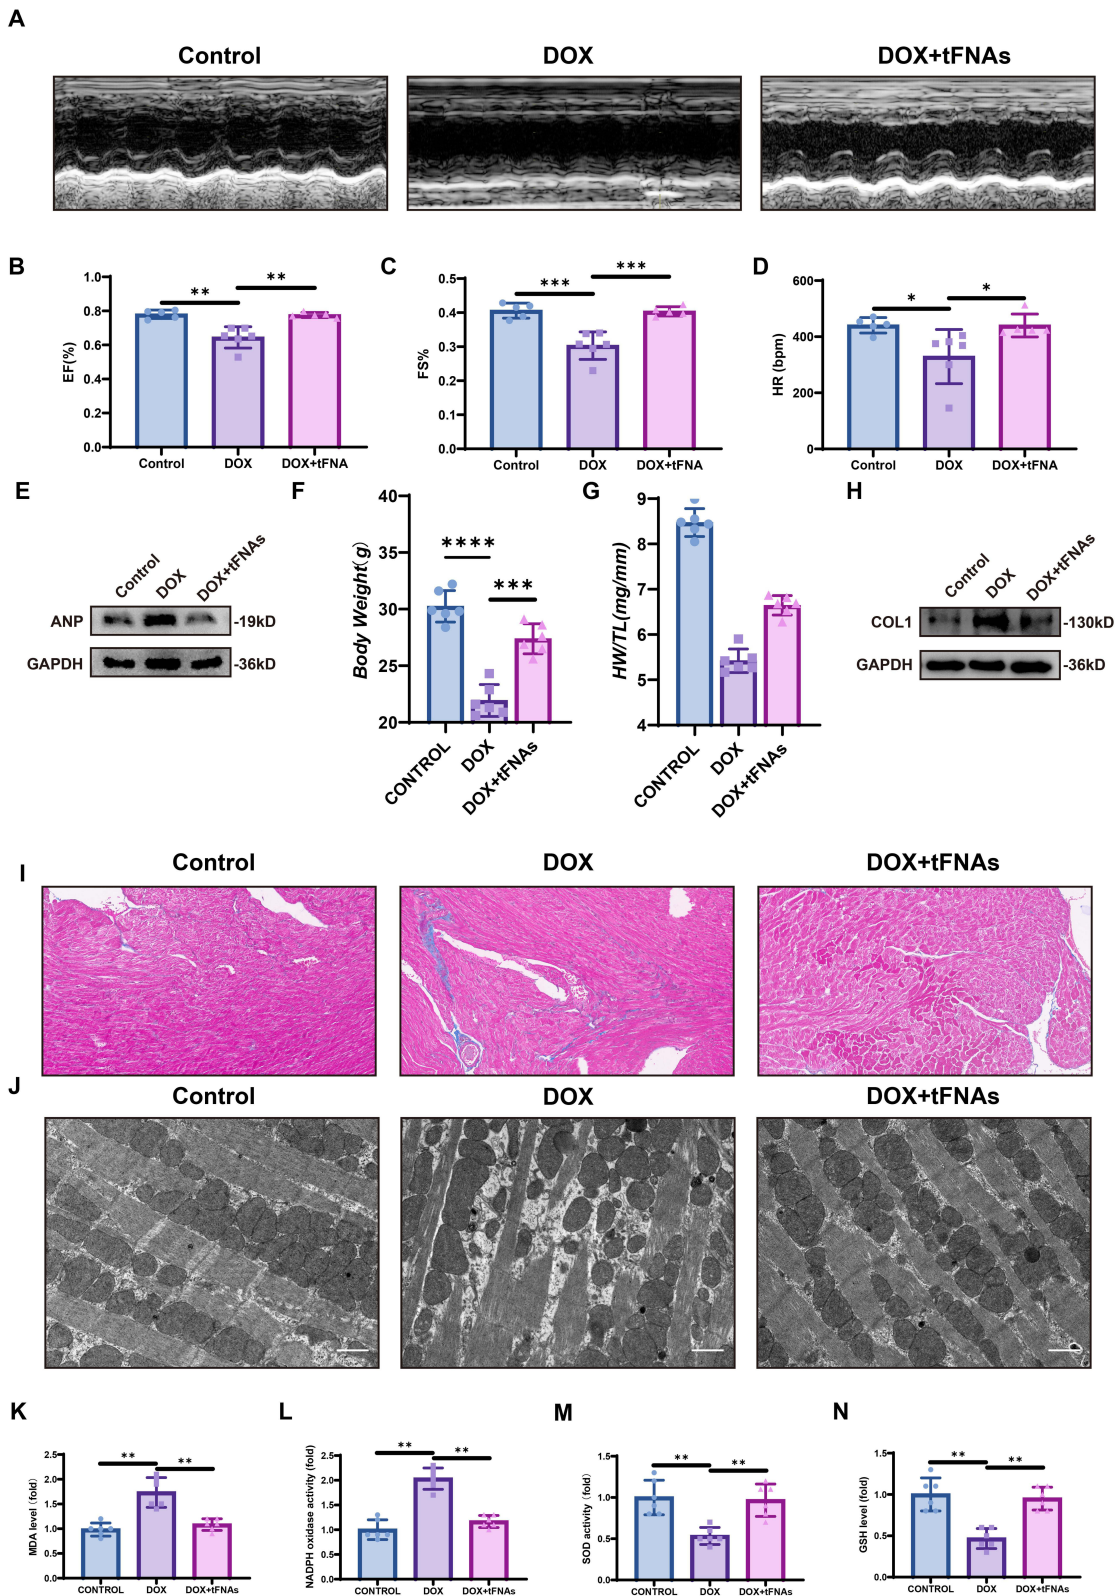 A
Control DOX DOX+tFNAs
B
EF(%)
1.0
0.8
0.6
0.4
0.2
0.0
** **
Control DOX DOX+tFNA
C
FS%
0.5
0.4
0.3
0.2
0.1
0.0
*** ***
Control DOX DOX+tFNA
D
HR (bpm)
600
400
200
0
* *
Control DOX DOX+tFNA
E
Control DOX DOX+tFNAs
ANP -19kD
GAPDH -36kD
F
Body Weight(g)
40
35
30
25
20
**** ***
CONTROL DOX DOX+tFNAs
G
HW/TL(mg/mm)
9
8
7
6
5
4
CONTROL DOX DOX+tFNAs
H
Control DOX DOX+tFNAs
COL1 -130kD
GAPDH -36kD
I
Control DOX DOX+tFNAs
J
Control DOX DOX+tFNAs
K
MDA level (fold)
2.5
2.0
1.5
1.0
0.5
0.0
** **
CONTROL DOX DOX+tFNAs
L
NADPH oxidase activity (fold)
2.5
2.0
1.5
1.0
0.5
0.0
** **
CONTROL DOX DOX+tFNAs
M
SOD activity (fold)
1.5
1.0
0.5
0.0
** **
CONTROL DOX DOX+tFNAs
N
GSH level (fold)
1.5
1.0
0.5
0.0
** **
CONTROL DOX DOX+tFNAs